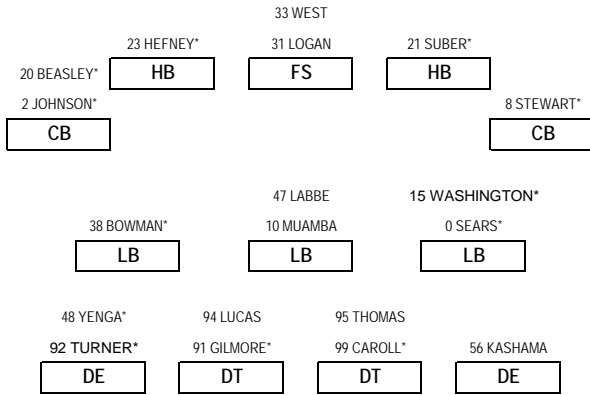 33 WEST
23 HEFNEY* 31 LOGAN 21 SUBER*
20 BEASLEY* HB FS HB
2 JOHNSON* 8 STEWART*
CB CB
47 LABBE 15 WASHINGTON*
38 BOWMAN* 10 MUAMBA 0 SEARS*
LB LB LB
48 YENGA* 94 LUCAS 95 THOMAS
92 TURNER* 91 GILMORE* 99 CAROLL* 56 KASHAMA
DE DT DT DE